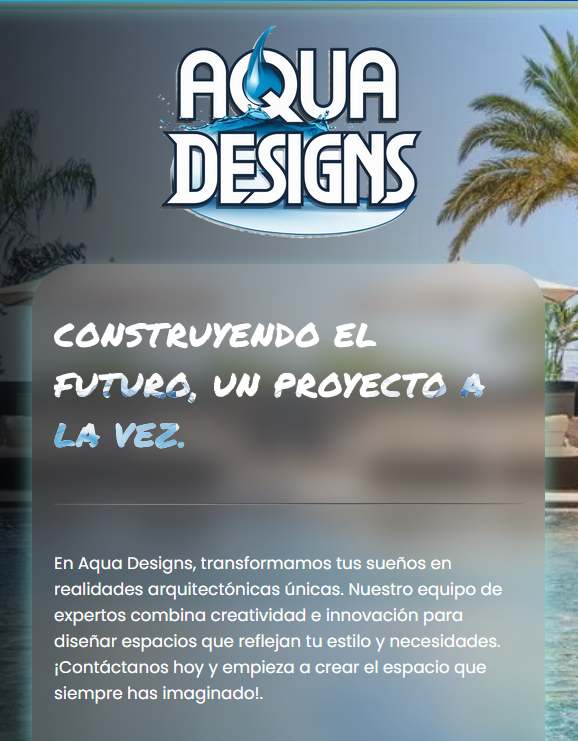 AQUA
DESIGNS
CONSTRUYENDO EL
FUTURO, UN PROYECTO A
LA VEZ.
En Aqua Designs, transformamos tus sueños en
realidades arquitectónicas únicas. Nuestro equipo de
expertos combina creatividad e innovación para
diseñar espacios que reflejan tu estilo y necesidades.
¡Contáctanos hoy y empieza a crear el espacio que
siempre has imaginado!.